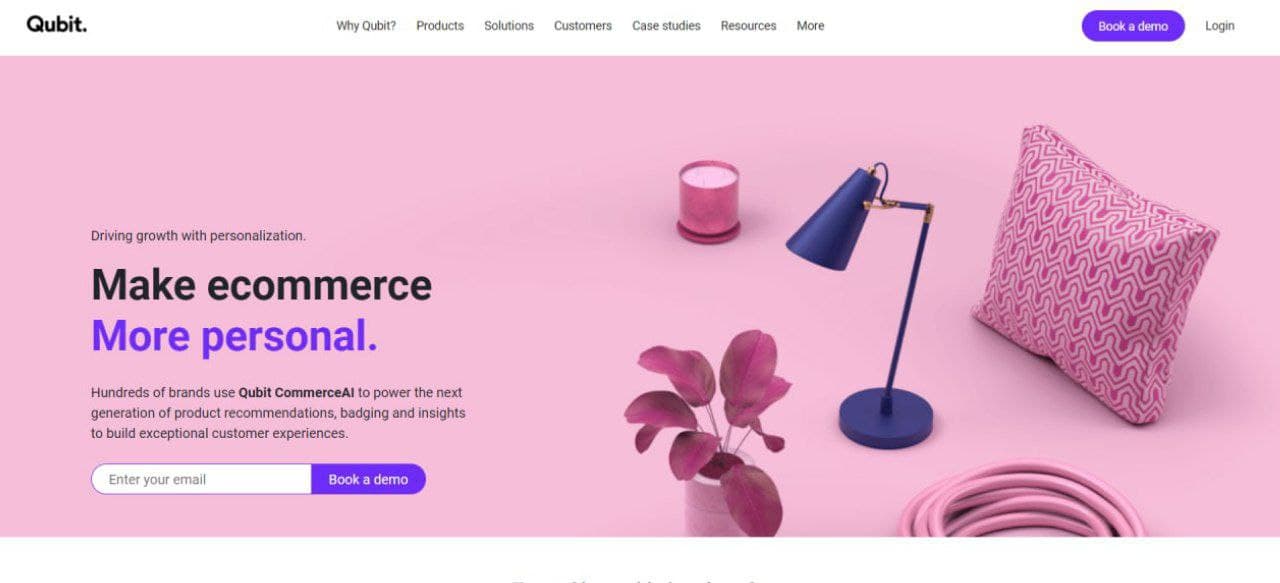 Qubit.
Why Qubit? Products Solutions Customers Case studies Resources More
Book a demo Login
Driving growth with personalization.
Make ecommerce
More personal.
Hundreds of brands use Qubit CommerceAI to power the next
generation of product recommendations, badging and insights
to build exceptional customer experiences.
Enter your email Book a demo